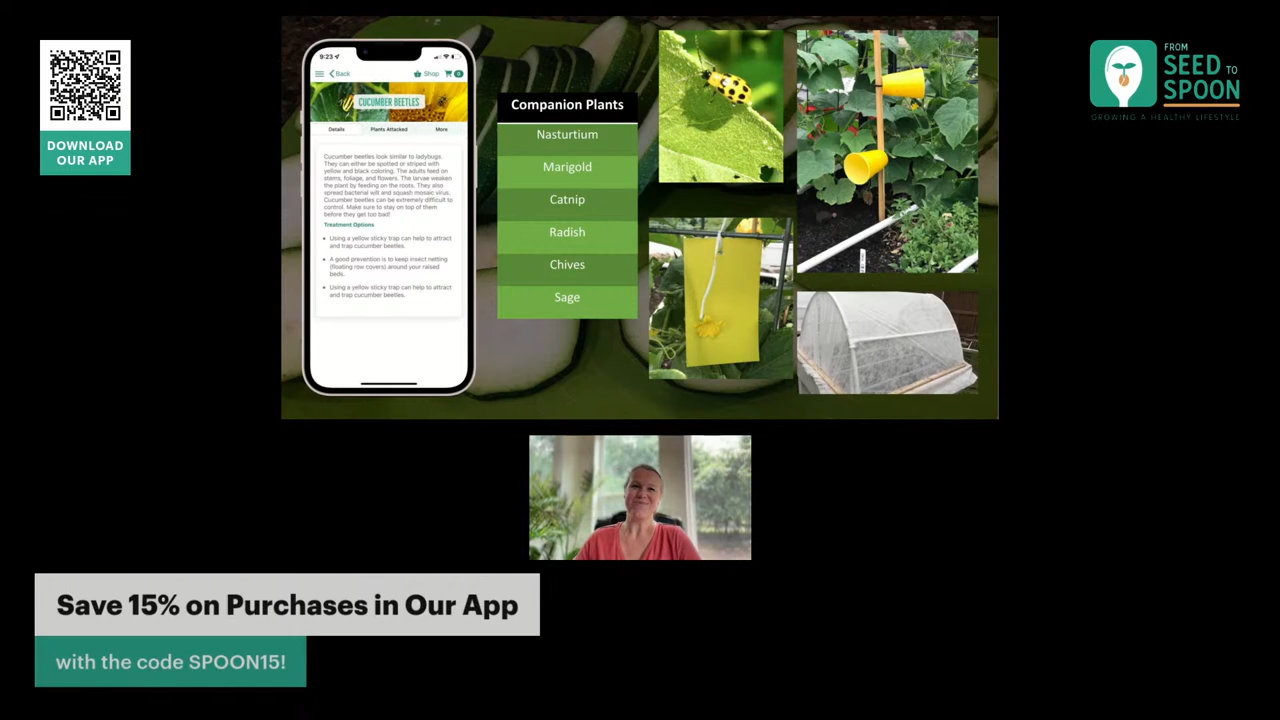 DOWNLOAD
OUR APP
9:23
Back
Shop
0
CUCUMBER BEETLES
Details
Plants Attacked
More
Cucumber beetles look similar to ladybugs.
They can either be spotted or striped with
yellow and black coloring. The adults feed on
stems, foliage, and flowers. The larvae weaken
the plant by feeding on the roots. They also
spread bacterial wilt and squash mosaic virus.
Cucumber beetles can be extremely difficult to
control. Make sure to stay on top of them
before they get too bad!
Treatment Options
• Using a yellow sticky trap can help to attract
and trap cucumber beetles.
• A good prevention is to keep insect netting
(floating row covers) around your raised
beds.
• Using a yellow sticky trap can help to attract
and trap cucumber beetles.
Companion Plants
Nasturtium
Marigold
Catnip
Radish
Chives
Sage
FROM
SEED TO
SPOON
GROWING A HEALTHY LIFESTYLE
Save 15% on Purchases in Our App
with the code SPOON15!